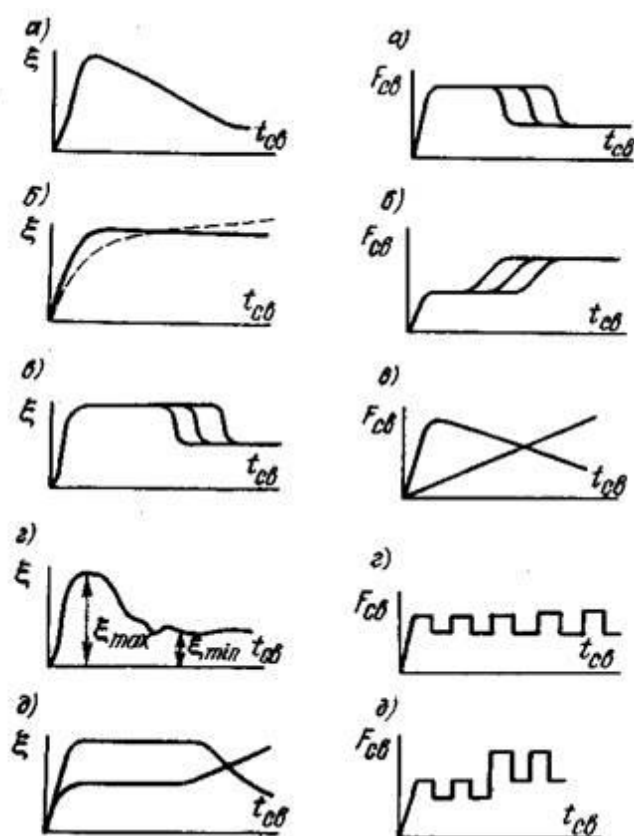 а)
ξ
tсв
б)
ξ
tсв
в)
ξ
tсв
г)
ξ
ξmax
ξmin
tсв
д)
ξ
tсв
а)
Fсв
tсв
б)
Fсв
tсв
в)
Fсв
tсв
г)
Fсв
tсв
д)
Fсв
tсв